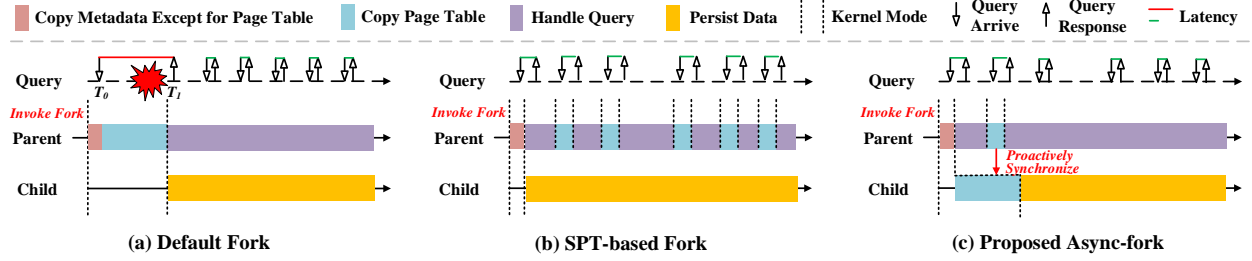 Copy Metadata Except for Page Table
Copy Page Table
Handle Query
Persist Data
Kernel Mode
Query Arrive
Query Response
Latency
Query
T0
T1
Invoke Fork
Parent
Child
(a) Default Fork
Query
Invoke Fork
Parent
Child
(b) SPT-based Fork
Query
Invoke Fork
Parent
Proactively
Synchronize
Child
(c) Proposed Async-fork